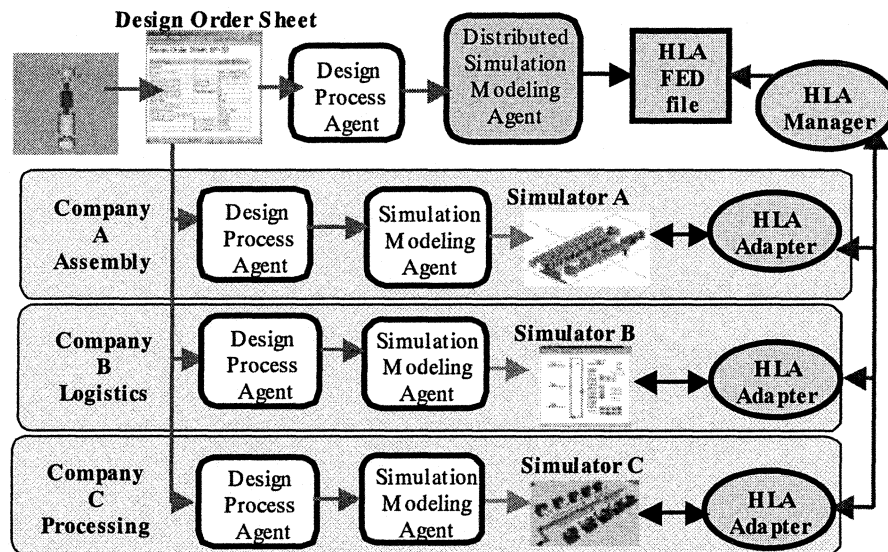 Design Order Sheet
Design
Process
Agent
Distributed
Simulation
Modeling
Agent
HLA
FED
file
HLA
Manager
Company
A
Assembly
Design
Process
Agent
Simulation
Modeling
Agent
Simulator A
HLA
Adapter
Company
B
Logistics
Design
Process
Agent
Simulation
Modeling
Agent
Simulator B
HLA
Adapter
Company
C
Processing
Design
Process
Agent
Simulation
Modeling
Agent
Simulator C
HLA
Adapter